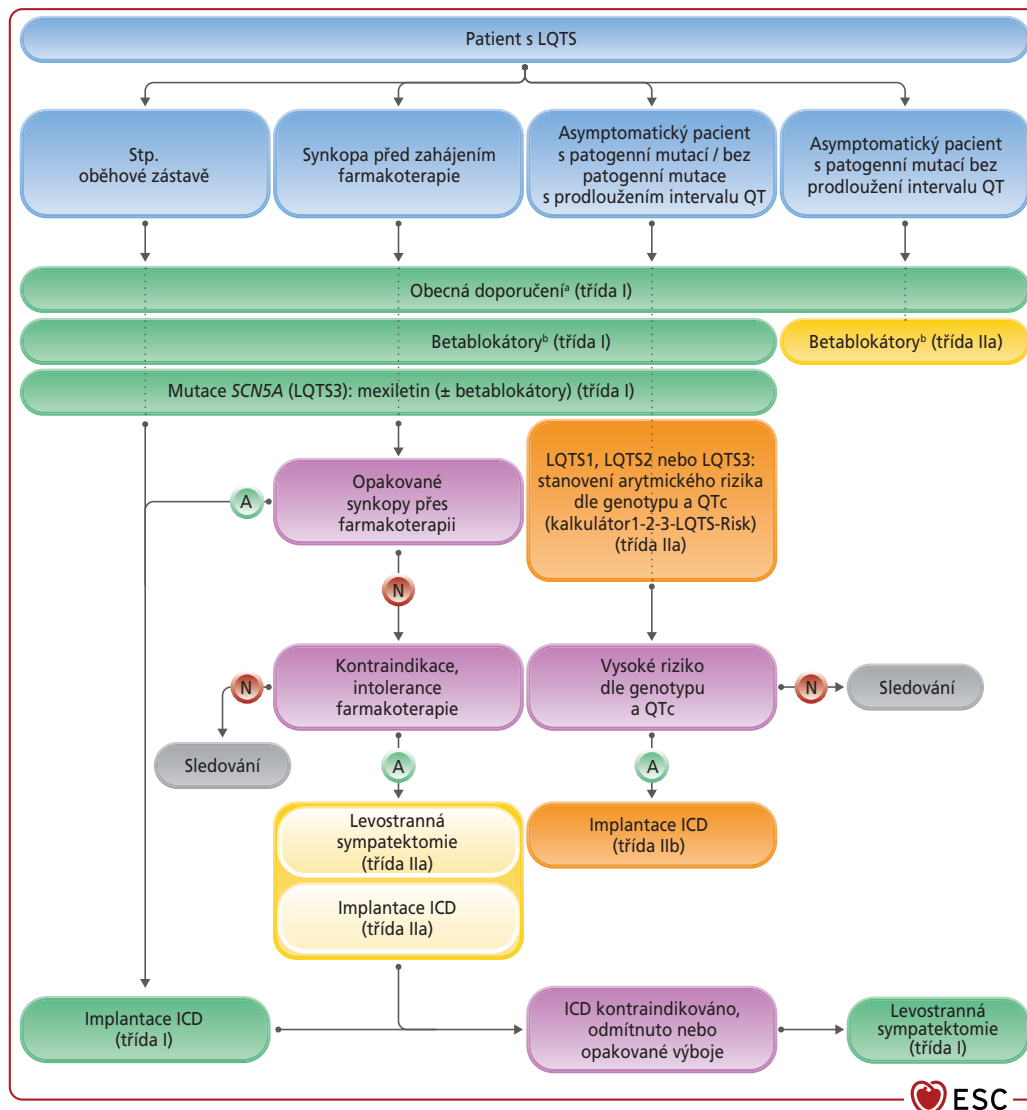 Patient s LQTS
Stp.
oběhové zástavě
Synkopa před zahájením
farmakoterapie
Asymptomatický pacient
s patogenní mutací / bez
patogenní mutace
s prodloužením intervalu QT
Asymptomatický pacient
s patogenní mutací bez
prodloužení intervalu QT
Obecná doporučeníᵃ (třída I)
Betablokátoryᵇ (třída I)
Betablokátoryᵇ (třída IIa)
Mutace SCN5A (LQTS3): mexiletin (± betablokátory) (třída I)
Opakované
synkopy přes
farmakoterapii
A
LQTS1, LQTS2 nebo LQTS3:
stanovení arytmického rizika
dle genotypu a QTc
(kalkulátor1-2-3-LQTS-Risk)
(třída IIa)
N
Kontraindikace,
intolerance
farmakoterapie
N
Sledování
Vysoké riziko
dle genotypu
a QTc
N
Sledování
A
A
Levostranná
sympatektomie
(třída IIa)
Implantace ICD
(třída IIa)
Implantace ICD
(třída IIb)
Implantace ICD
(třída I)
ICD kontraindikováno,
odmítnuto nebo
opakované výboje
Levostranná
sympatektomie
(třída I)
ESC